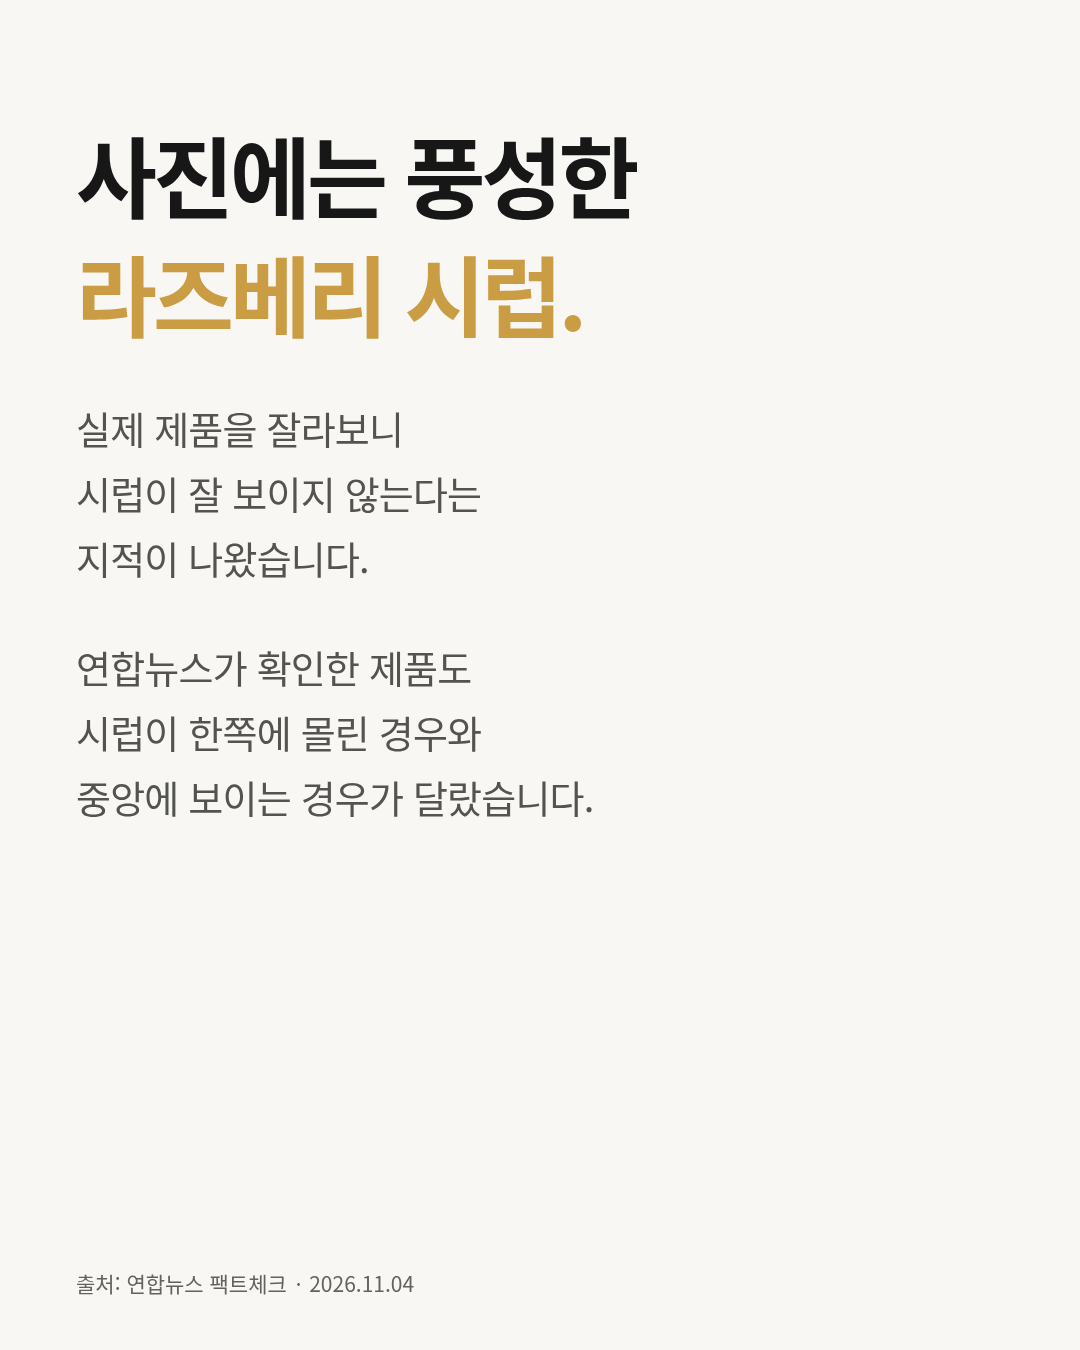 사진에는 풍성한
라즈베리 시럽.
실제 제품을 잘라보니
시럽이 잘 보이지 않는다는
지적이 나왔습니다.
연합뉴스가 확인한 제품도
시럽이 한쪽에 몰린 경우와
중앙에 보이는 경우가 달랐습니다.
출처: 연합뉴스 팩트체크 · 2026.11.04